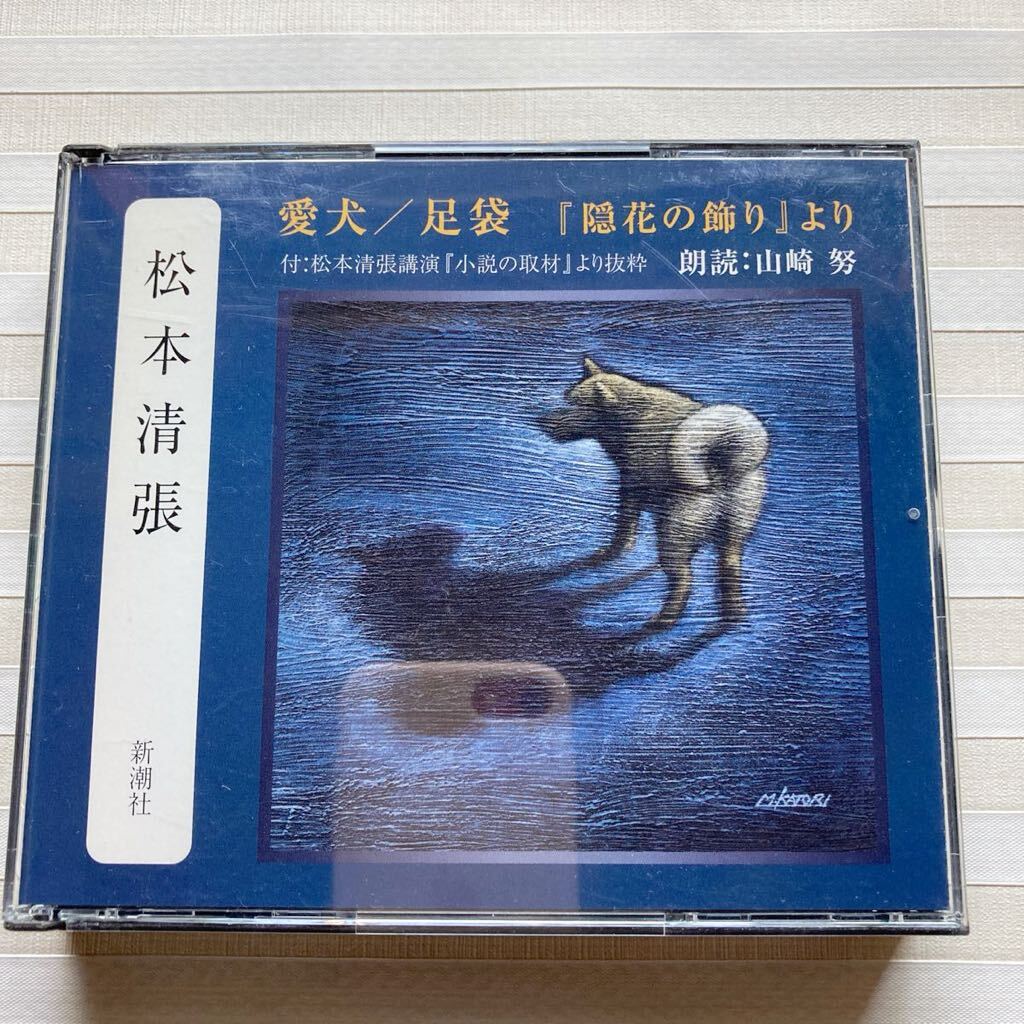 愛犬／足袋 『隠花の飾り』より
付：松本清張講演『小説の取材』より抜粋 朗読：山崎 努
松本清張
新潮社
M.KATORI